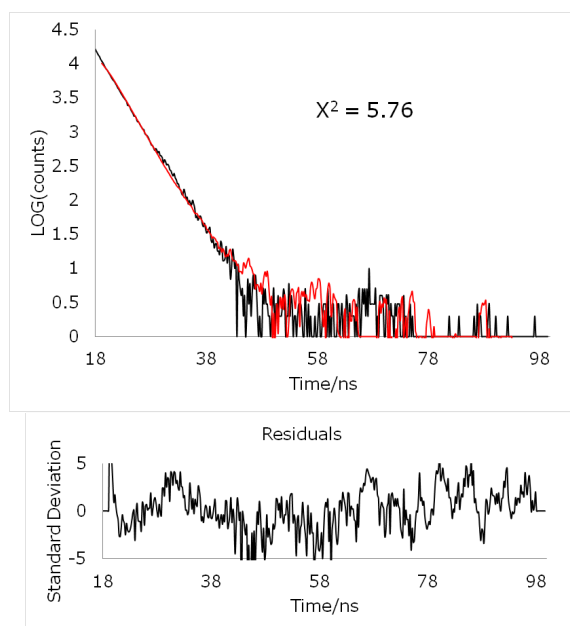 4.5
4
3.5
3
2.5
2
1.5
1
0.5
0
LOG(counts)
X² = 5.76
18 38 58 78 98
Time/ns
Residuals
Standard Deviation
5
0
-5
18 38 58 78 98
Time/ns